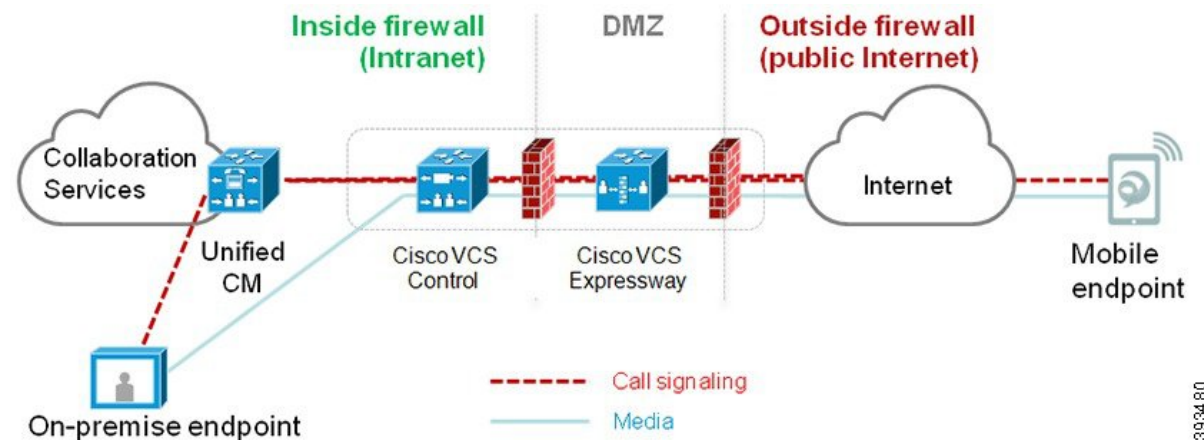 Inside firewall
(Intranet)
DMZ
Outside firewall
(public Internet)
Collaboration
Services
Unified
CM
Cisco VCS
Control
Cisco VCS
Expressway
Internet
Mobile
endpoint
On-premise endpoint
Call signaling
Media
393480